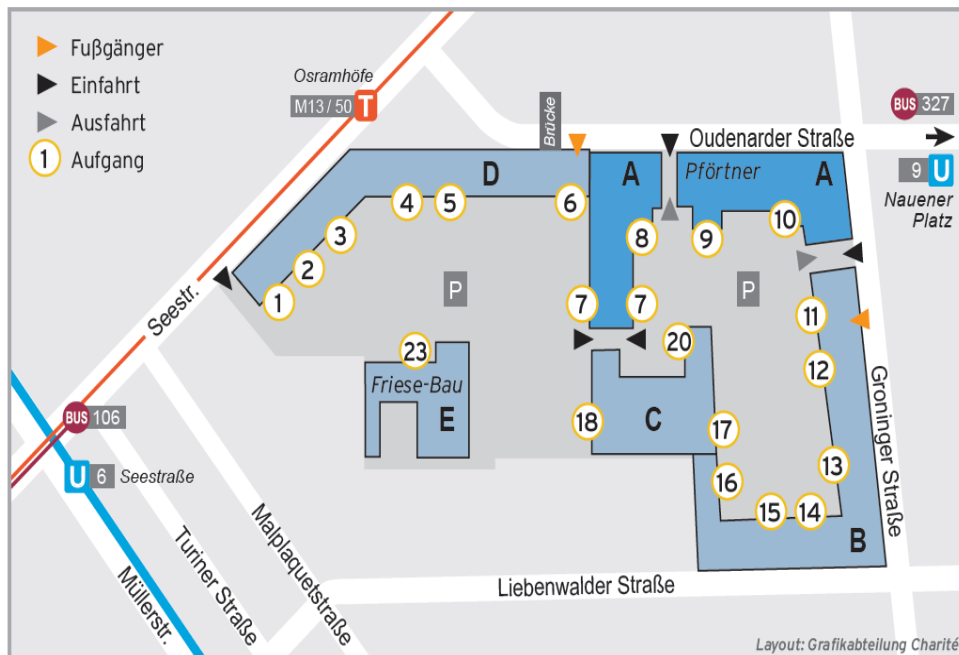 Fußgänger
Einfahrt
Ausfahrt
1 Aufgang
Osramhöfe
M13 / 50 T
Brücke
BUS 327
Oudenarder Straße
9 U
Nauener
Platz
D
A
Pförtner
A
4
5
6
10
3
8
9
2
P
P
1
7
7
11
Seestr.
23
20
12
Friese-Bau
E
18
C
17
Groninger Straße
BUS 106
U 6 Seestraße
16
13
15
14
B
Malplaquetstraße
Turiner Straße
Müllerstr.
Liebenwalder Straße
Layout: Grafikabteilung Charité